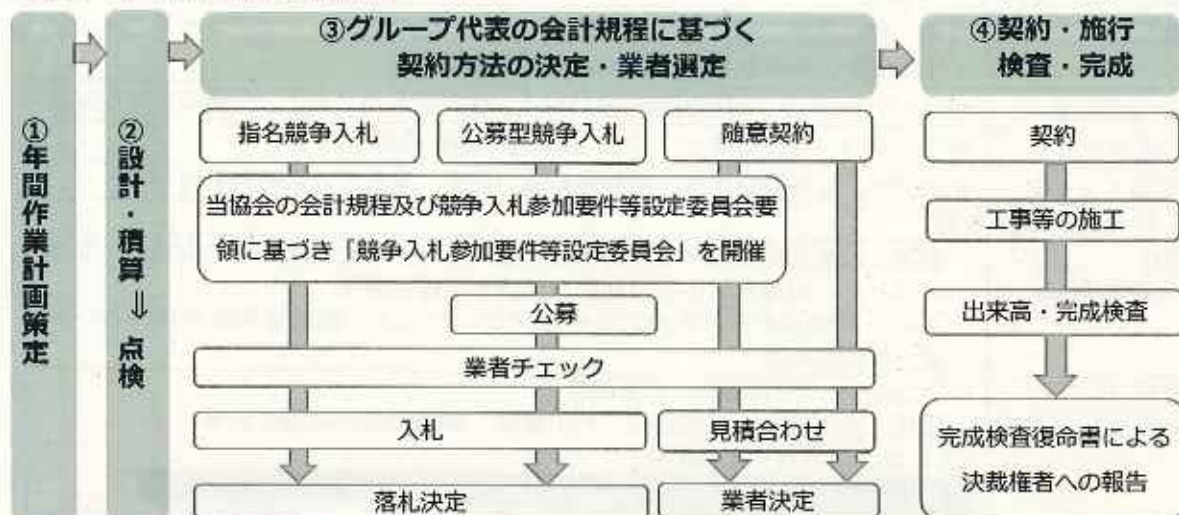 ①年間作業計画策定
②設計・積算⇒点検
③グループ代表の会計規程に基づく
契約方法の決定・業者選定
指名競争入札
公募型競争入札
随意契約
当協会の会計規程及び競争入札参加要件等設定委員会要
領に基づき「競争入札参加要件等設定委員会」を開催
公募
業者チェック
入札
見積合わせ
落札決定
業者決定
④契約・施行
検査・完成
契約
工事等の施工
出来高・完成検査
完成検査復命書による
決裁権者への報告